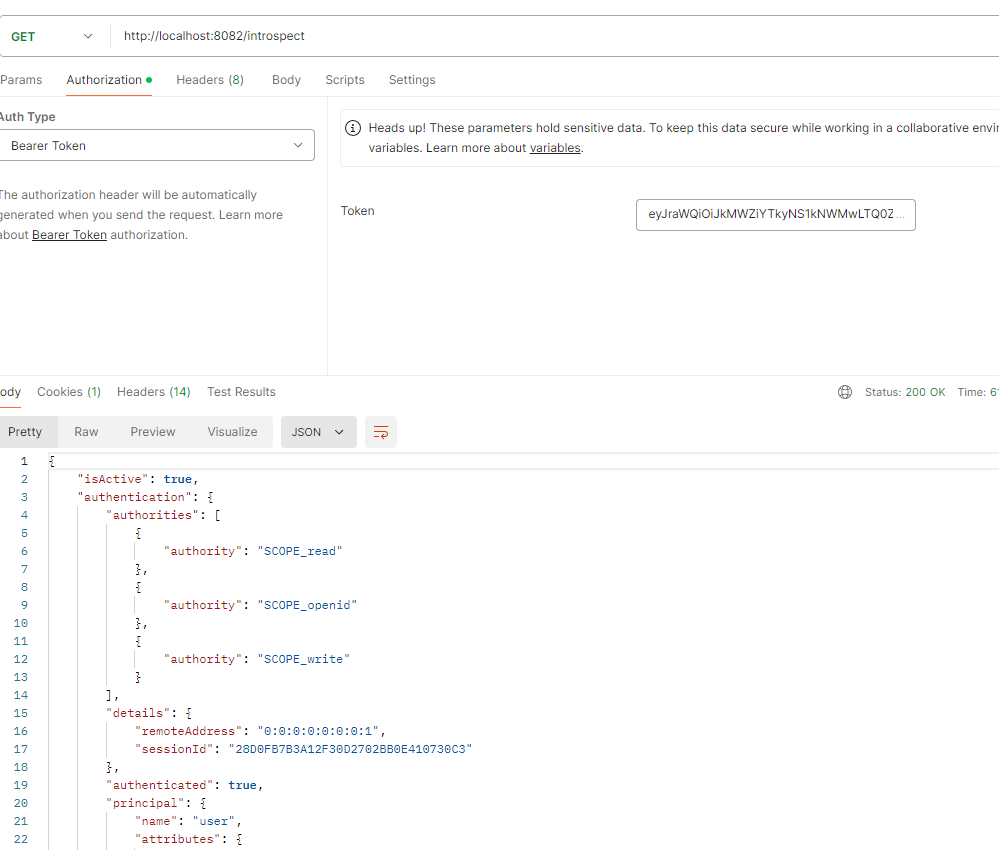 GET http://localhost:8082/introspect
Params Authorization Headers (8) Body Scripts Settings
Auth Type
Bearer Token
The authorization header will be automatically
generated when you send the request. Learn more
about Bearer Token authorization.
Heads up! These parameters hold sensitive data. To keep this data secure while working in a collaborative envir
variables. Learn more about variables.
Token eyJraWQiOiJkMWZiYTkyNS1kNWMwLTQ0Z...
ody Cookies (1) Headers (14) Test Results Status: 200 OK Time: 61
Pretty Raw Preview Visualize JSON
1 {
2 "isActive": true,
3 "authentication": {
4 "authorities": [
5 {
6 "authority": "SCOPE_read"
7 },
8 {
9 "authority": "SCOPE_openid"
10 },
11 {
12 "authority": "SCOPE_write"
13 }
14 ],
15 "details": {
16 "remoteAddress": "0:0:0:0:0:0:0:1",
17 "sessionId": "28D0FB7B3A12F30D2702BB0E410730C3"
18 },
19 "authenticated": true,
20 "principal": {
21 "name": "user",
22 "attributes": {